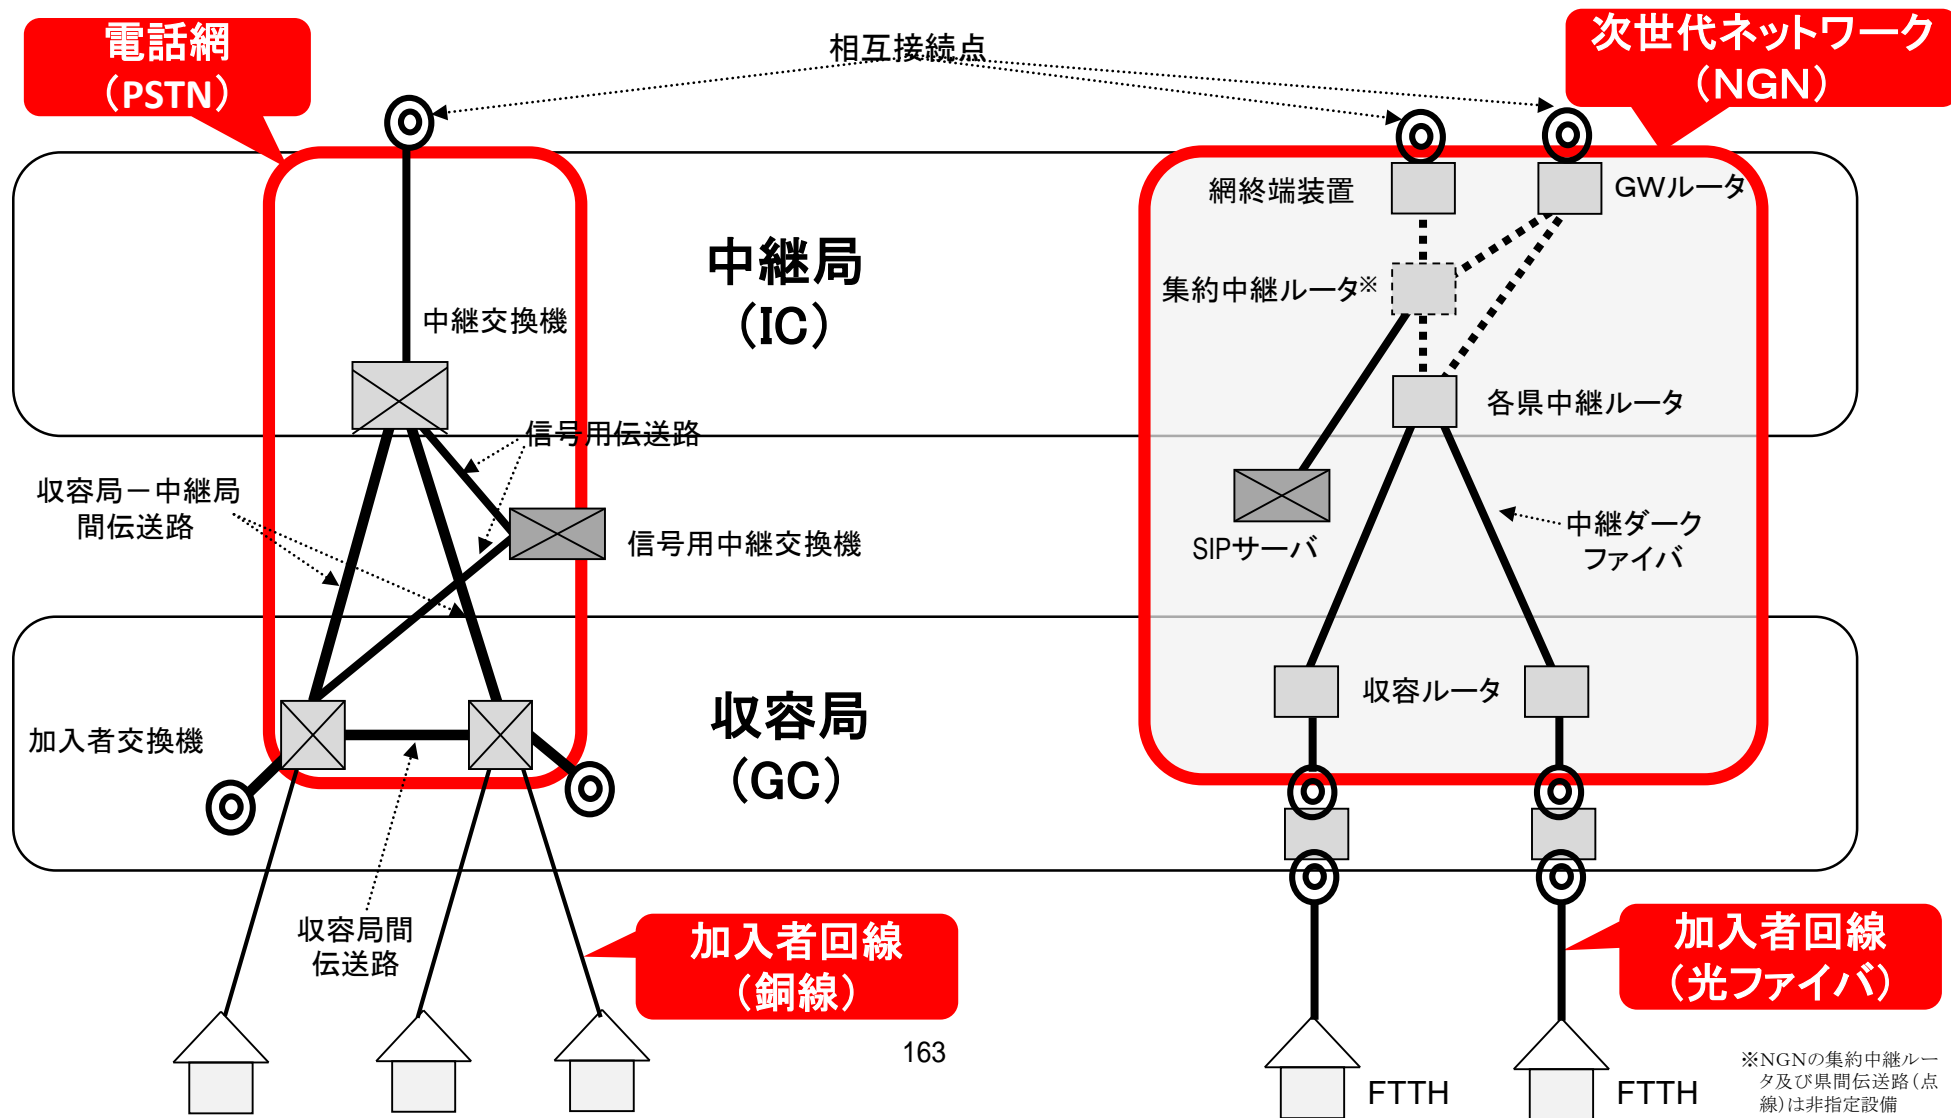 電話網
（PSTN）
相互接続点
次世代ネットワーク
（NGN）
網終端装置
GWルータ
中継局
（IC）
集約中継ルータ※
中継交換機
各県中継ルータ
信号用伝送路
収容局－中継局
間伝送路
信号用中継交換機
SIPサーバ
中継ダーク
ファイバ
収容局
（GC）
収容ルータ
加入者交換機
収容局間
伝送路
加入者回線
（銅線）
加入者回線
（光ファイバ）
163
FTTH
FTTH
※NGNの集約中継ルー
タ及び県間伝送路（点
線）は非指定設備